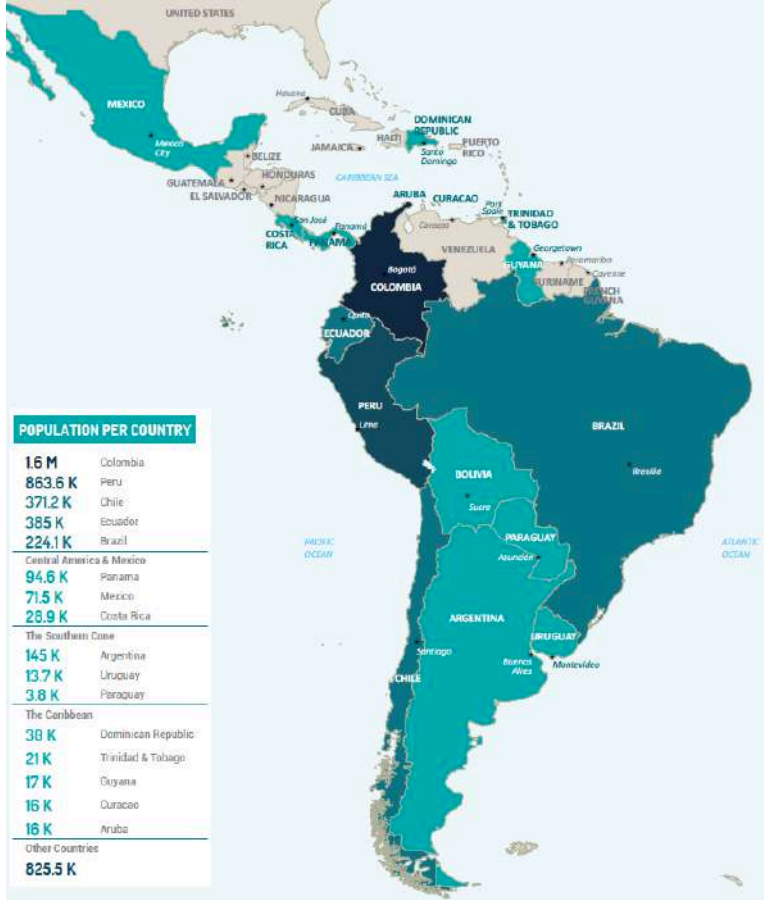 UNITED STATES
MEXICO
Mexico
City
Havana
CUBA
DOMINICAN
REPUBLIC
HAITI
JAMAICA
Santo
Domingo
PUERTO
RICO
BELIZE
CARIBBEAN SEA
GUATEMALA
HONDURAS
EL SALVADOR
NICARAGUA
ARUBA
CURACAO
Port
Spain
TRINIDAD
& TOBAGO
San José
Panamá
COSTA
RICA
PANAMA
Caracas
VENEZUELA
Georgetown
GUYANA
Paramaribo
SURINAME
Cayenne
FRENCH
GUYANA
Bogotá
COLOMBIA
Quito
ECUADOR
PERU
Lima
BRAZIL
Brasilia
BOLIVIA
Sucre
PARAGUAY
Asunción
PACIFIC
OCEAN
ATLANTIC
OCEAN
ARGENTINA
URUGUAY
Santiago
Buenos
Aires
Montevideo
CHILE
POPULATION PER COUNTRY
1.6 M Colombia
863.6 K Peru
371.2 K Chile
385 K Ecuador
224.1 K Brazil
Central America & Mexico
94.6 K Panama
71.5 K Mexico
28.9 K Costa Rica
The Southern Cone
145 K Argentina
13.7 K Uruguay
3.8 K Paraguay
The Caribbean
Dominican Republic
21 K Trinidad & Tobago
17 K Guyana
16 K Curacao
16 K Aruba
Other Countries
825.5 K